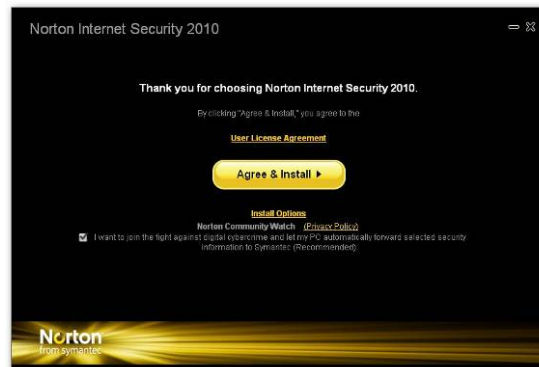 Norton Internet Security 2010
Thank you for choosing Norton Internet Security 2010.
By clicking "Agree & Install," you agree to the
User License Agreement
Agree & Install
Install Options
Norton Community Watch (Privacy Policy)
I want to join the fight against digital cybercrime and let my PC automatically forward selected security
information to Symantec (Recommended)
Norton
from symantec